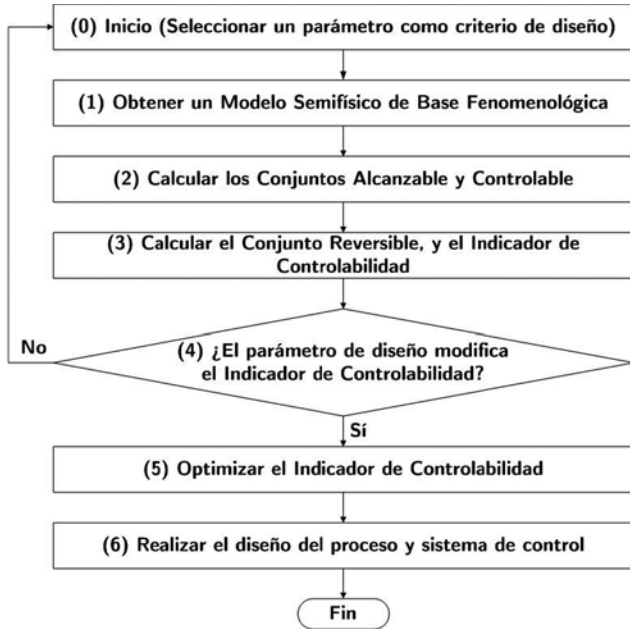 (0) Inicio (Seleccionar un parámetro como criterio de diseño)
(1) Obtener un Modelo Semifísico de Base Fenomenológica
(2) Calcular los Conjuntos Alcanzable y Controlable
(3) Calcular el Conjunto Reversible, y el Indicador de
Controlabilidad
No
(4) ¿El parámetro de diseño modifica
el Indicador de Controlabilidad?
Sí
(5) Optimizar el Indicador de Controlabilidad
(6) Realizar el diseño del proceso y sistema de control
Fin